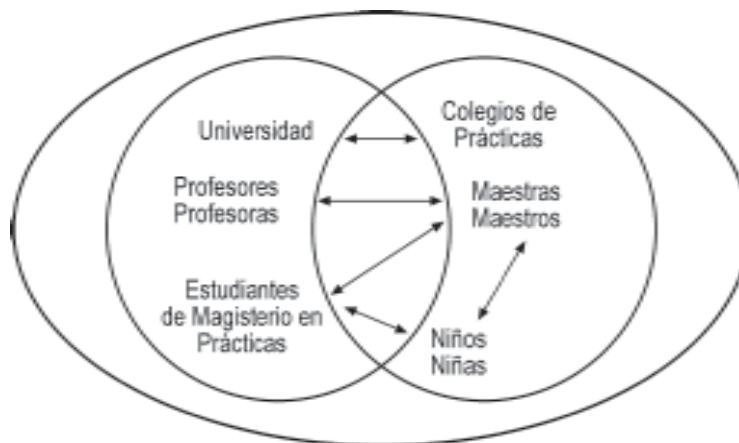 Universidad
Profesores
Profesoras
Estudiantes
de Magisterio en
Prácticas
Colegios de
Prácticas
Maestras
Maestros
Niños
Niñas